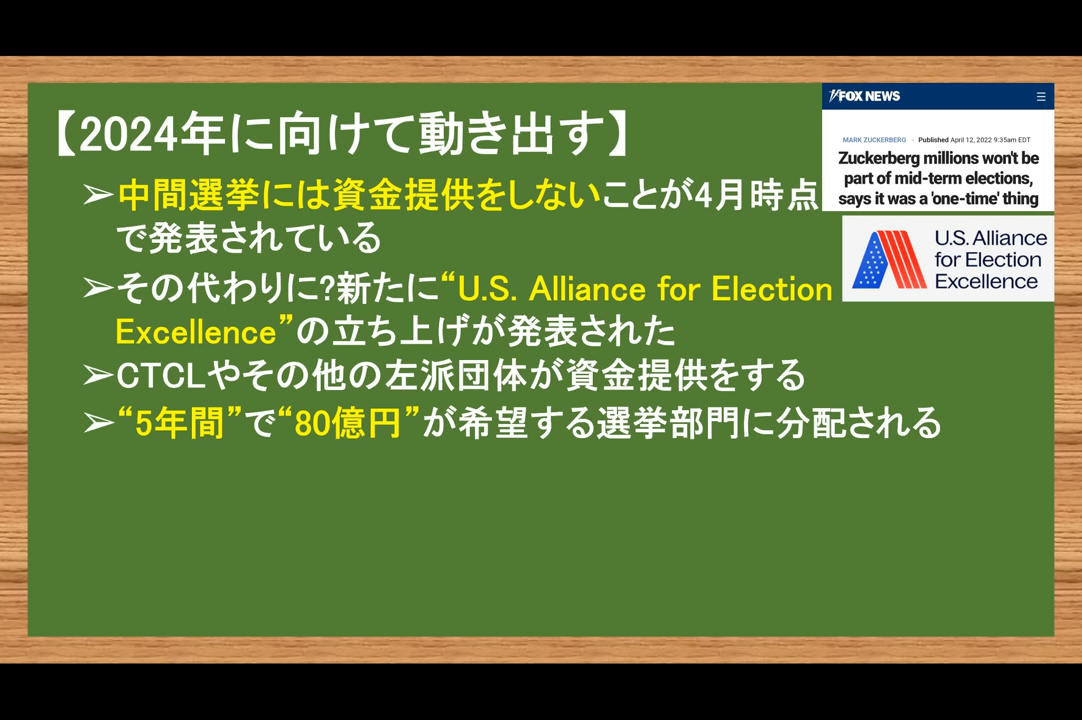 【2024年に向けて動き出す】
➢中間選挙には資金提供をしないことが4月時点
で発表されている
➢その代わりに?新たに“U.S. Alliance for Election
Excellence”の立ち上げが発表された
➢CTCLやその他の左派団体が資金提供をする
➢“5年間”で“80億円”が希望する選挙部門に分配される
FOX NEWS
MARK ZUCKERBERG · Published April 12, 2022 9:35am EDT
Zuckerberg millions won't be
part of mid-term elections,
says it was a 'one-time' thing
U.S. Alliance
for Election
Excellence